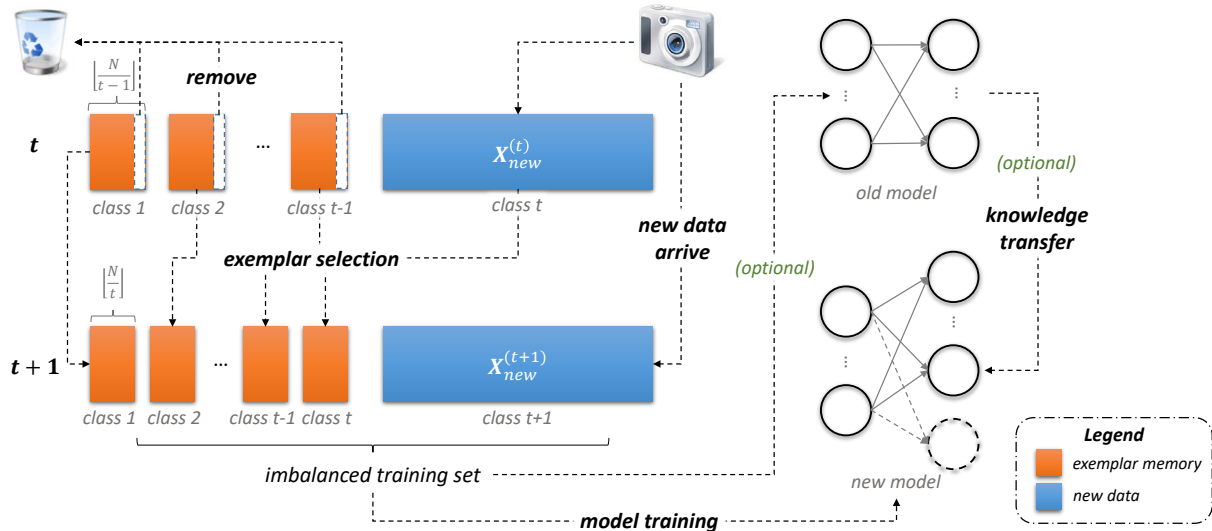 ⌊N/(t−1)⌋
remove
t
...
X_new^(t)
class 1
class 2
class t-1
class t
exemplar selection
new data
arrive
⌊N/t⌋
t + 1
...
X_new^(t+1)
class 1
class 2
class t-1
class t
class t+1
imbalanced training set
model training
(optional)
...
...
old model
(optional)
knowledge
transfer
...
...
new model
Legend
exemplar memory
new data